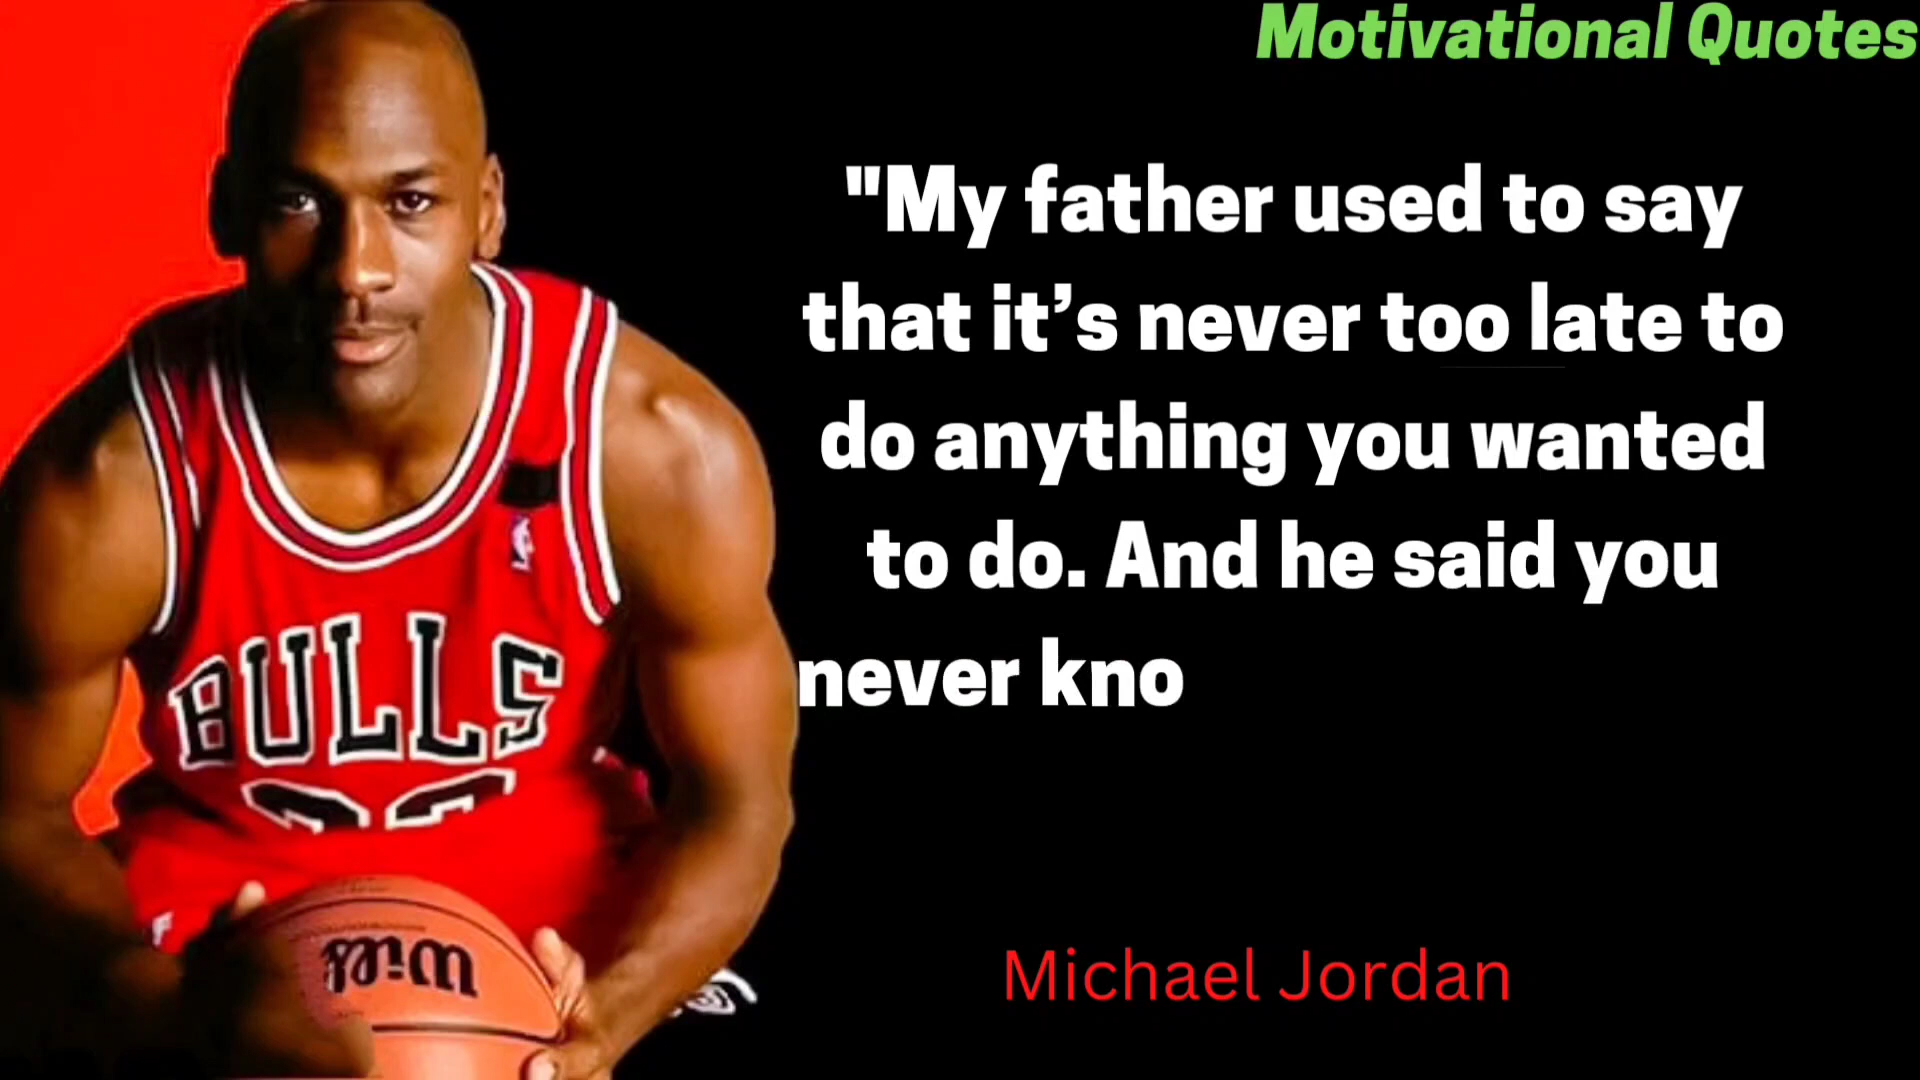 Motivational Quotes
"My father used to say
that it’s never too late to
do anything you wanted
to do. And he said you
never kno
Michael Jordan
BULLS
Wils